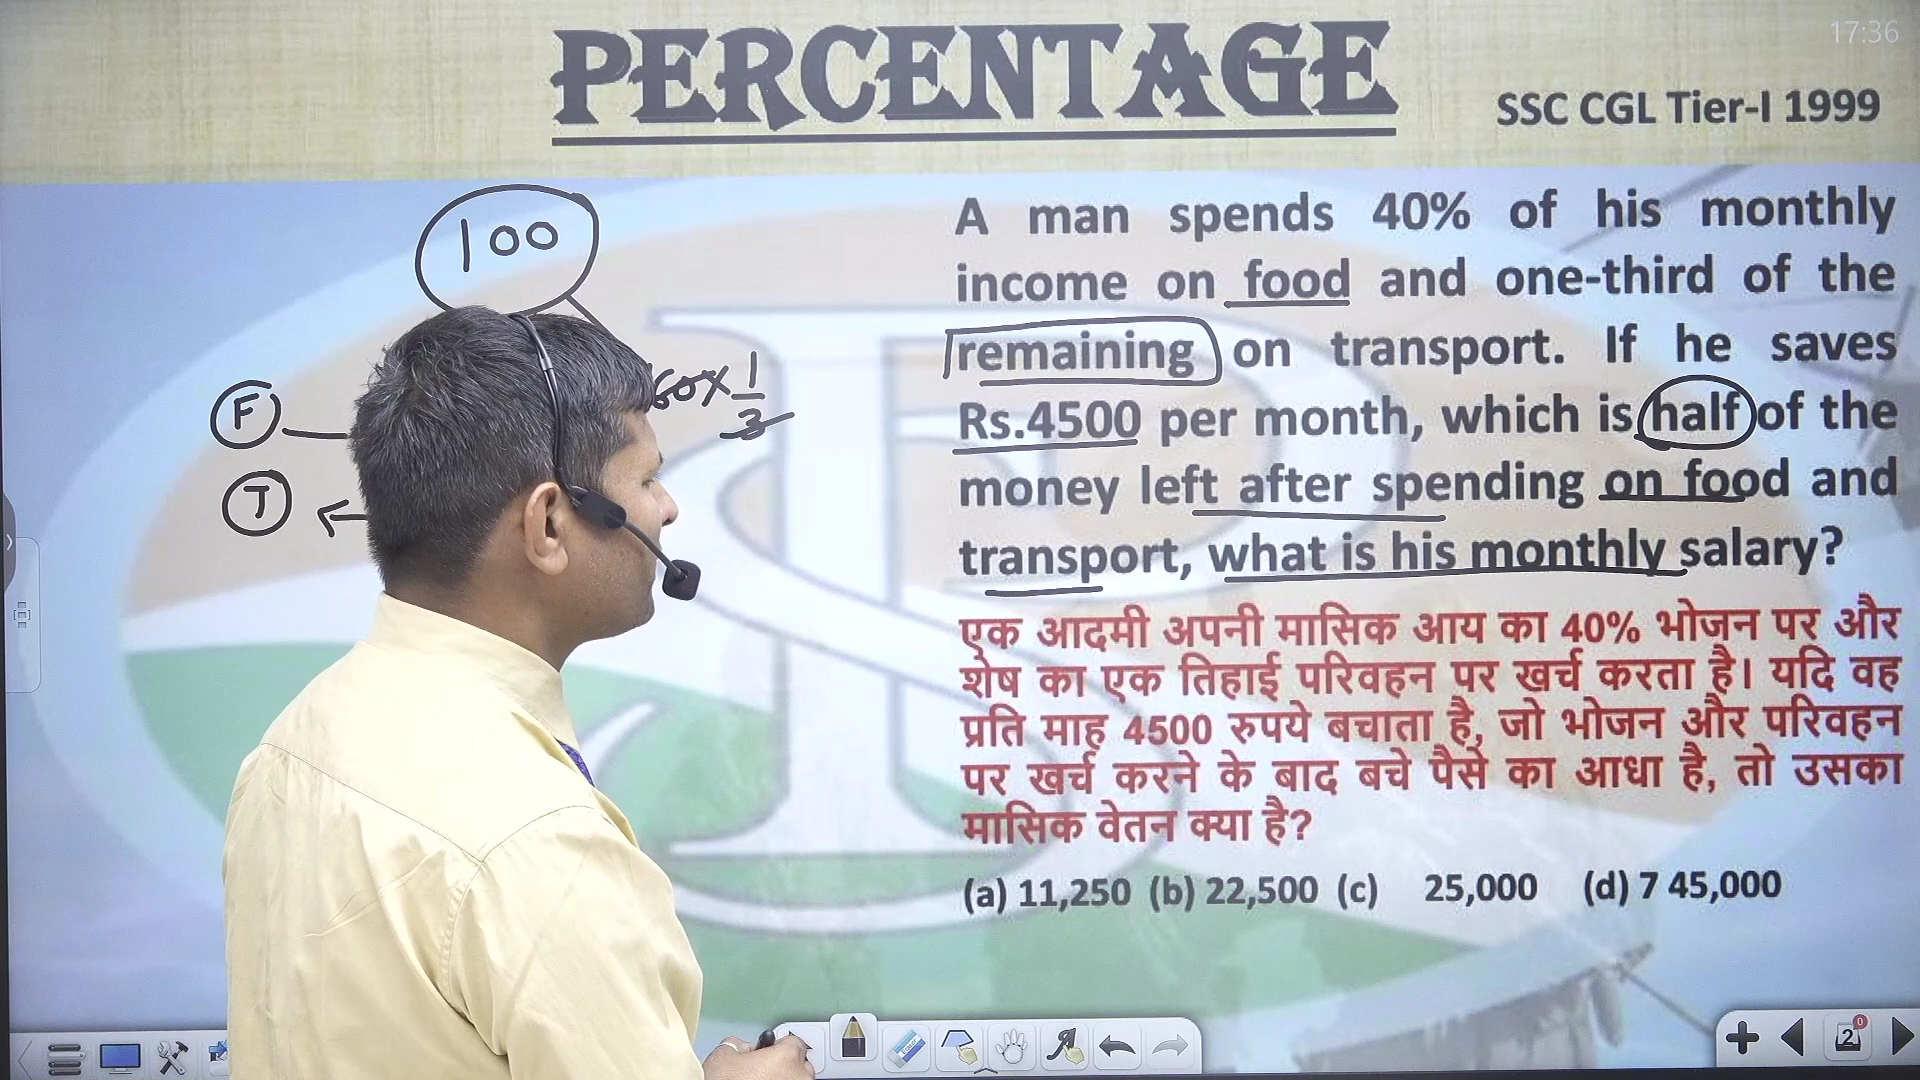 17:36
PERCENTAGE
SSC CGL Tier-I 1999
100
F
T
60 x 1/3
A man spends 40% of his monthly
income on food and one-third of the
remaining on transport. If he saves
Rs.4500 per month, which is half of the
money left after spending on food and
transport, what is his monthly salary?
एक आदमी अपनी मासिक आय का 40% भोजन पर और
शेष का एक तिहाई परिवहन पर खर्च करता है। यदि वह
प्रति माह 4500 रुपये बचाता है, जो भोजन और परिवहन
पर खर्च करने के बाद बचे पैसे का आधा है, तो उसका
मासिक वेतन क्या है?
(a) 11,250 (b) 22,500 (c) 25,000 (d) 7 45,000
2
0